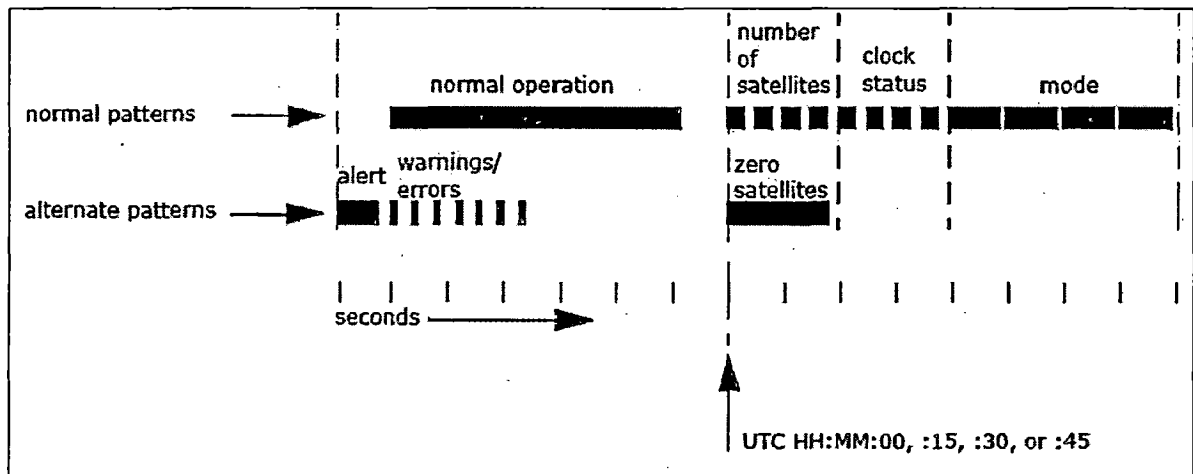 number
of
satellites
clock
status
normal operation
mode
normal patterns
alert
warnings/
errors
zero
satellites
alternate patterns
seconds
UTC HH:MM:00, :15, :30, or :45